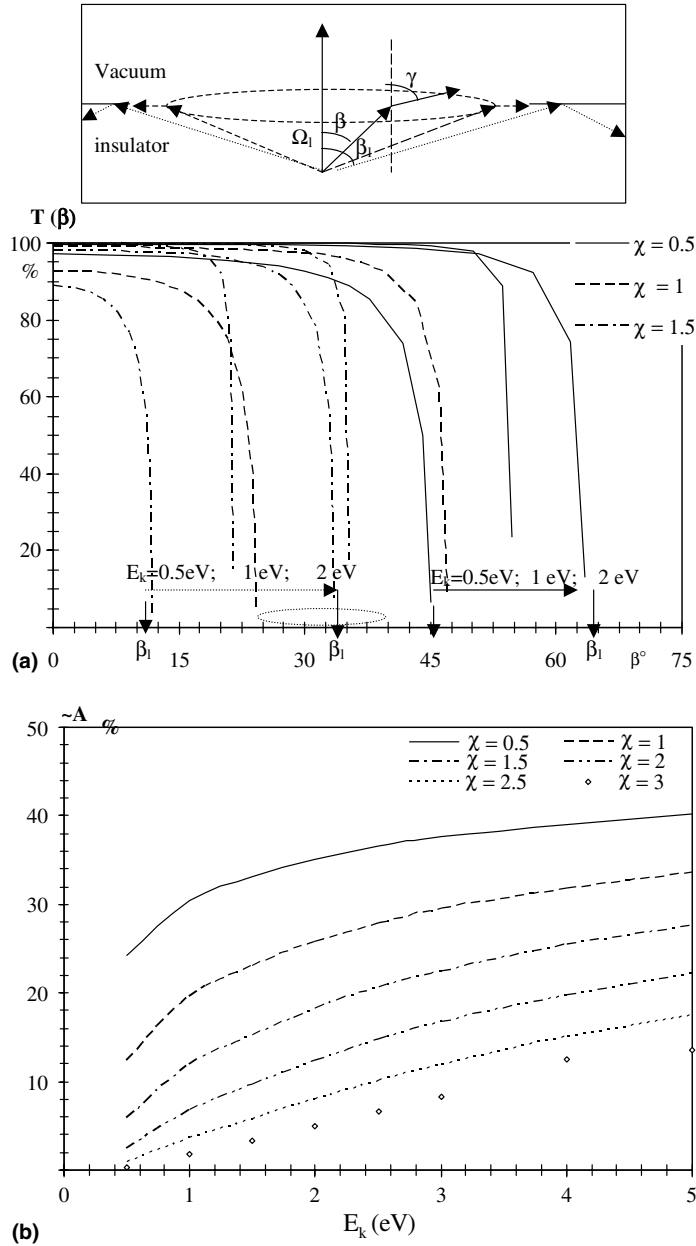 Vacuum
γ
insulator
Ω₁
β
β₁
T (β)
100
%
80
60
40
20
χ = 0.5
χ = 1
χ = 1.5
Eₖ=0.5eV; 1 eV; 2 eV
Eₖ=0.5eV; 1 eV; 2 eV
β₁
β₁
β₁
(a)
0
15
30
45
60
β°
75
~A %
50
40
30
20
10
0
χ = 0.5
χ = 1
χ = 1.5
χ = 2
χ = 2.5
χ = 3
0
1
2
3
4
5
(b)
Eₖ (eV)